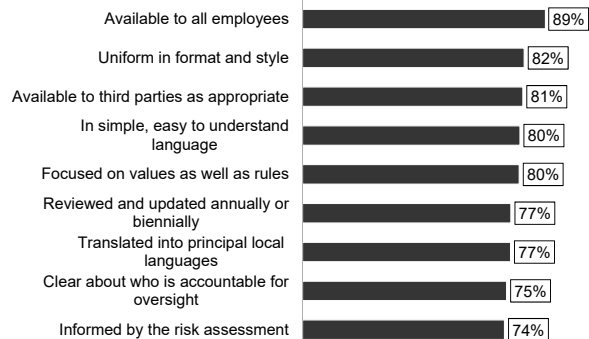 Available to all employees
89%
Uniform in format and style
82%
Available to third parties as appropriate
81%
In simple, easy to understand
language
80%
Focused on values as well as rules
80%
Reviewed and updated annually or
biennially
77%
Translated into principal local
languages
77%
Clear about who is accountable for
oversight
75%
Informed by the risk assessment
74%